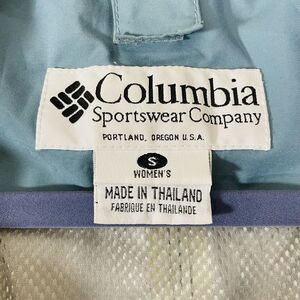 Columbia
Sportswear Company
PORTLAND, OREGON U.S.A.
S
WOMEN'S
MADE IN THAILAND
FABRIQUE EN THAILANDE